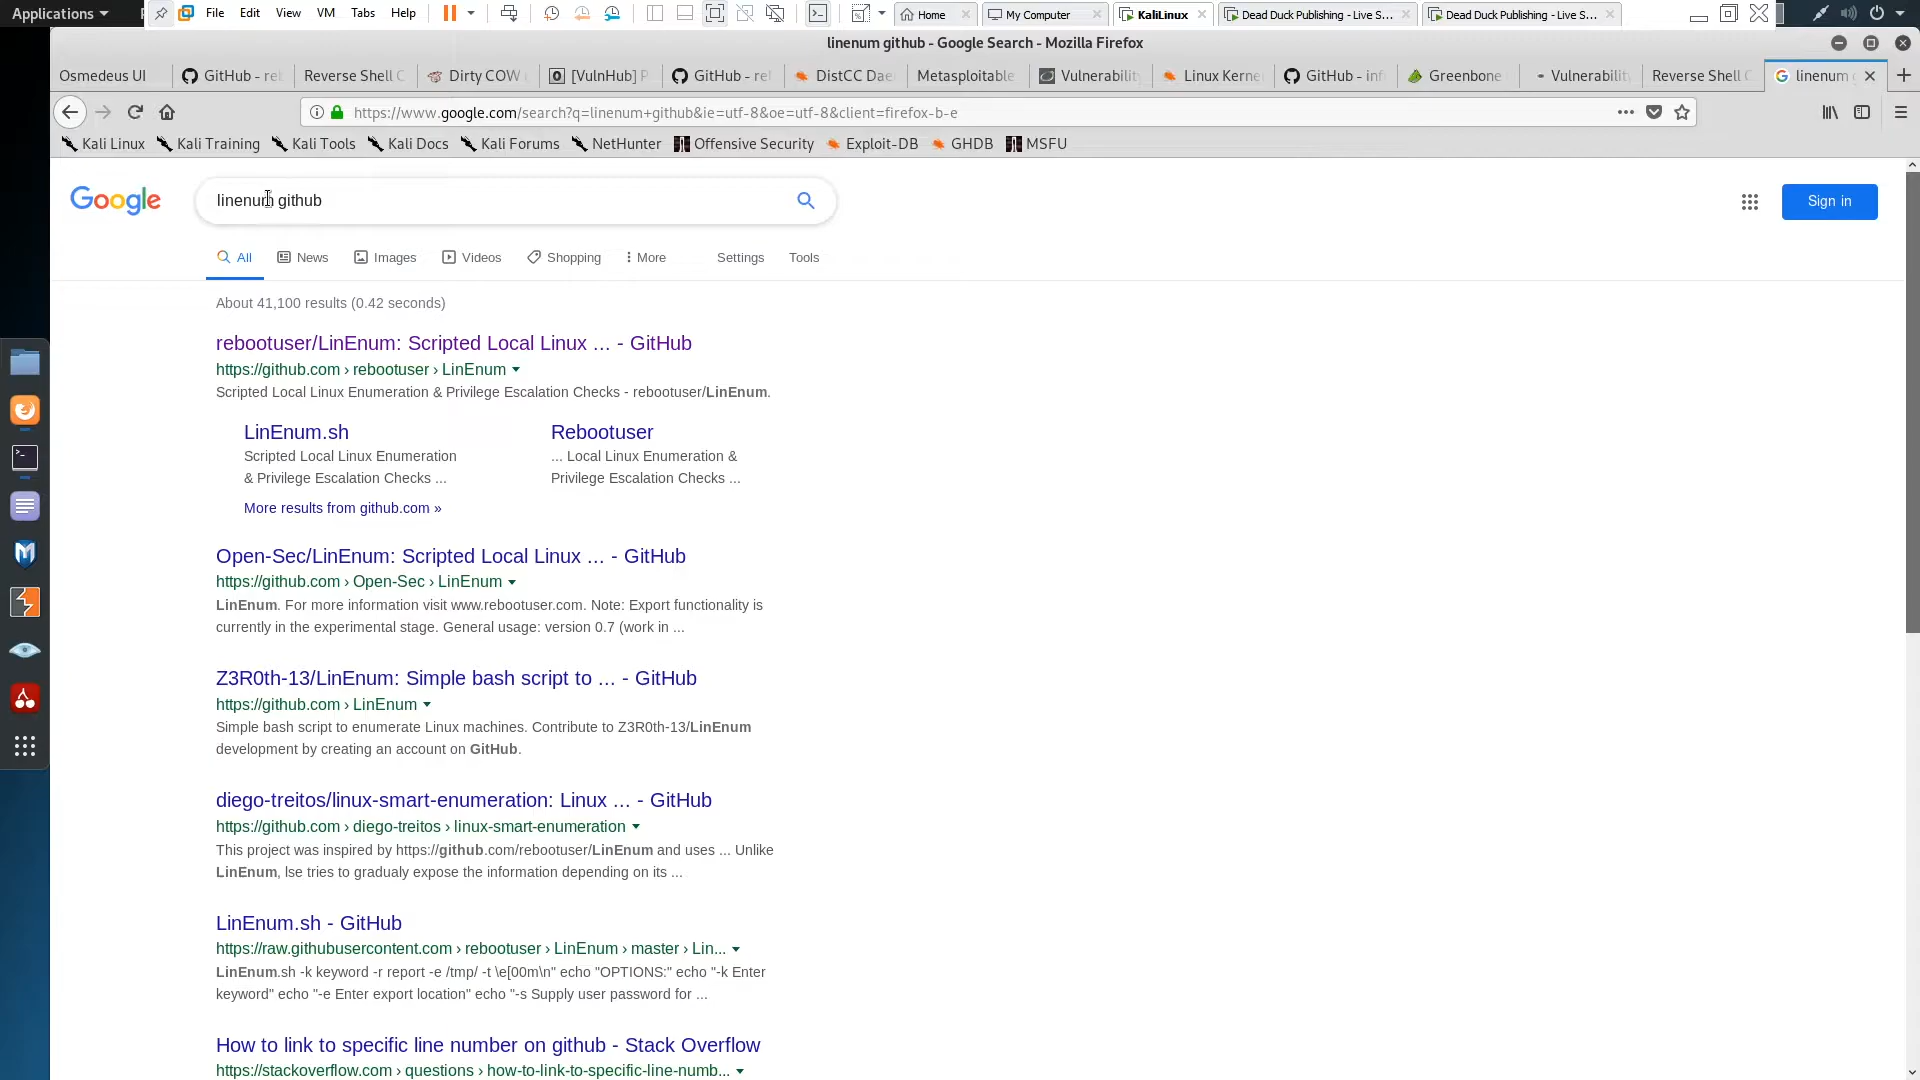 Applications
File Edit View VM Tabs Help
Home
My Computer
KaliLinux
Dead Duck Publishing - Live S...
Dead Duck Publishing - Live S...
linenum github - Google Search - Mozilla Firefox
Osmedeus UI
GitHub - re
Reverse Shell C
Dirty COW
[VulnHub] P
GitHub - re
DistCC Dae
Metasploitable
Vulnerability
Linux Kerne
GitHub - inf
Greenbone
Vulnerability
Reverse Shell C
linenum g
https://www.google.com/search?q=linenum+github&ie=utf-8&oe=utf-8&client=firefox-b-e
Kali Linux
Kali Training
Kali Tools
Kali Docs
Kali Forums
NetHunter
Offensive Security
Exploit-DB
GHDB
MSFU
Google
linenum github
Sign in
All News Images Videos Shopping More Settings Tools
About 41,100 results (0.42 seconds)
rebootuser/LinEnum: Scripted Local Linux ... - GitHub
https://github.com › rebootuser › LinEnum
Scripted Local Linux Enumeration & Privilege Escalation Checks - rebootuser/LinEnum.
LinEnum.sh
Scripted Local Linux Enumeration
& Privilege Escalation Checks ...
Rebootuser
... Local Linux Enumeration &
Privilege Escalation Checks ...
More results from github.com »
Open-Sec/LinEnum: Scripted Local Linux ... - GitHub
https://github.com › Open-Sec › LinEnum
LinEnum. For more information visit www.rebootuser.com. Note: Export functionality is
currently in the experimental stage. General usage: version 0.7 (work in ...
Z3R0th-13/LinEnum: Simple bash script to ... - GitHub
https://github.com › LinEnum
Simple bash script to enumerate Linux machines. Contribute to Z3R0th-13/LinEnum
development by creating an account on GitHub.
diego-treitos/linux-smart-enumeration: Linux ... - GitHub
https://github.com › diego-treitos › linux-smart-enumeration
This project was inspired by https://github.com/rebootuser/LinEnum and uses ... Unlike
LinEnum, lse tries to gradualy expose the information depending on its ...
LinEnum.sh - GitHub
https://raw.githubusercontent.com › rebootuser › LinEnum › master › Lin...
LinEnum.sh -k keyword -r report -e /tmp/ -t \e[00m\n" echo "OPTIONS:" echo "-k Enter
keyword" echo "-e Enter export location" echo "-s Supply user password for ...
How to link to specific line number on github - Stack Overflow
https://stackoverflow.com › questions › how-to-link-to-specific-line-numb...